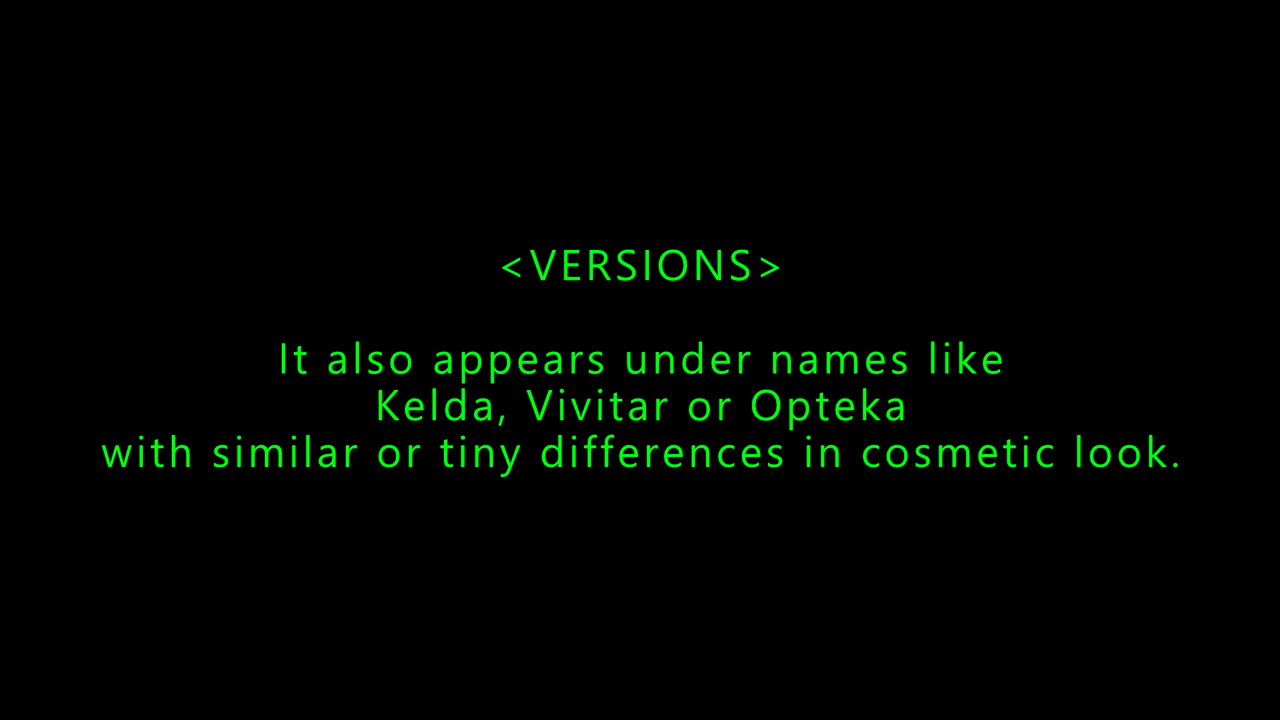 <VERSIONS>
It also appears under names like
Kelda, Vivitar or Opteka
with similar or tiny differences in cosmetic look.